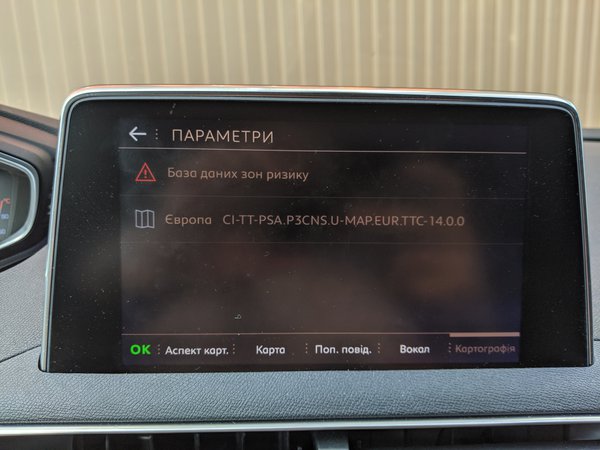 ПАРАМЕТРИ
База даних зон ризику
Європа CI-TT-PSA.P3CNS.U-MAP.EUR.TTC-14.0.0
OK Аспект карт. Карта Поп. повід. Вокал Картографія